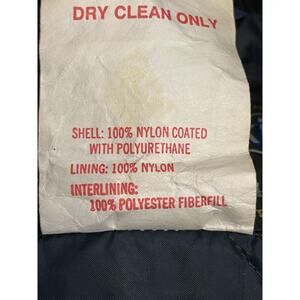 DRY CLEAN ONLY
SHELL: 100% NYLON COATED
WITH POLYURETHANE
LINING: 100% NYLON
INTERLINING:
100% POLYESTER FIBERFILL